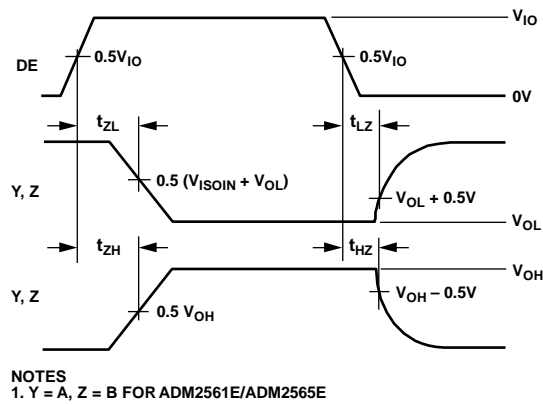 V_IO
DE
0.5V_IO
0.5V_IO
0V
t_ZL
t_LZ
Y, Z
0.5 (V_ISOIN + V_OL)
V_OL + 0.5V
V_OL
t_ZH
t_HZ
V_OH
Y, Z
0.5 V_OH
V_OH – 0.5V
NOTES
1. Y = A, Z = B FOR ADM2561E/ADM2565E